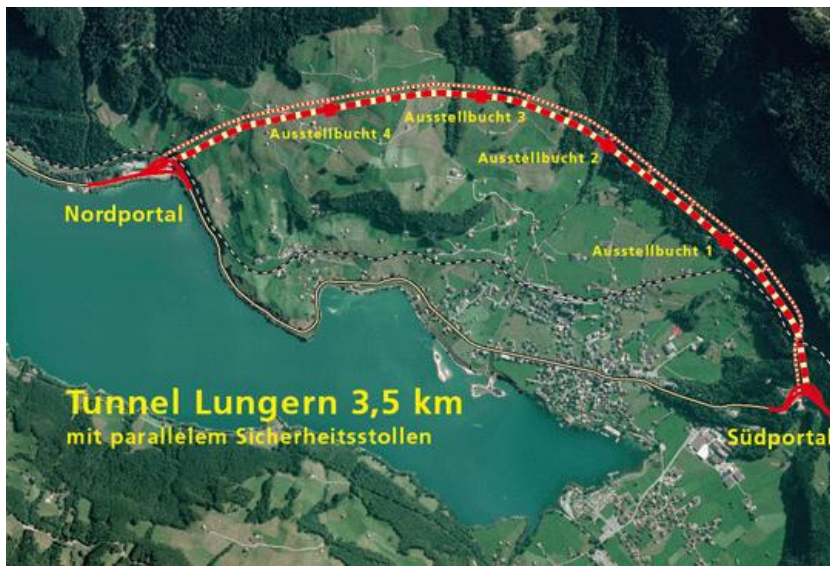 Ausstellbucht 3
Ausstellbucht 4
Ausstellbucht 2
Nordportal
Ausstellbucht 1
Tunnel Lungern 3,5 km
mit parallelem Sicherheitsstollen
Südportal